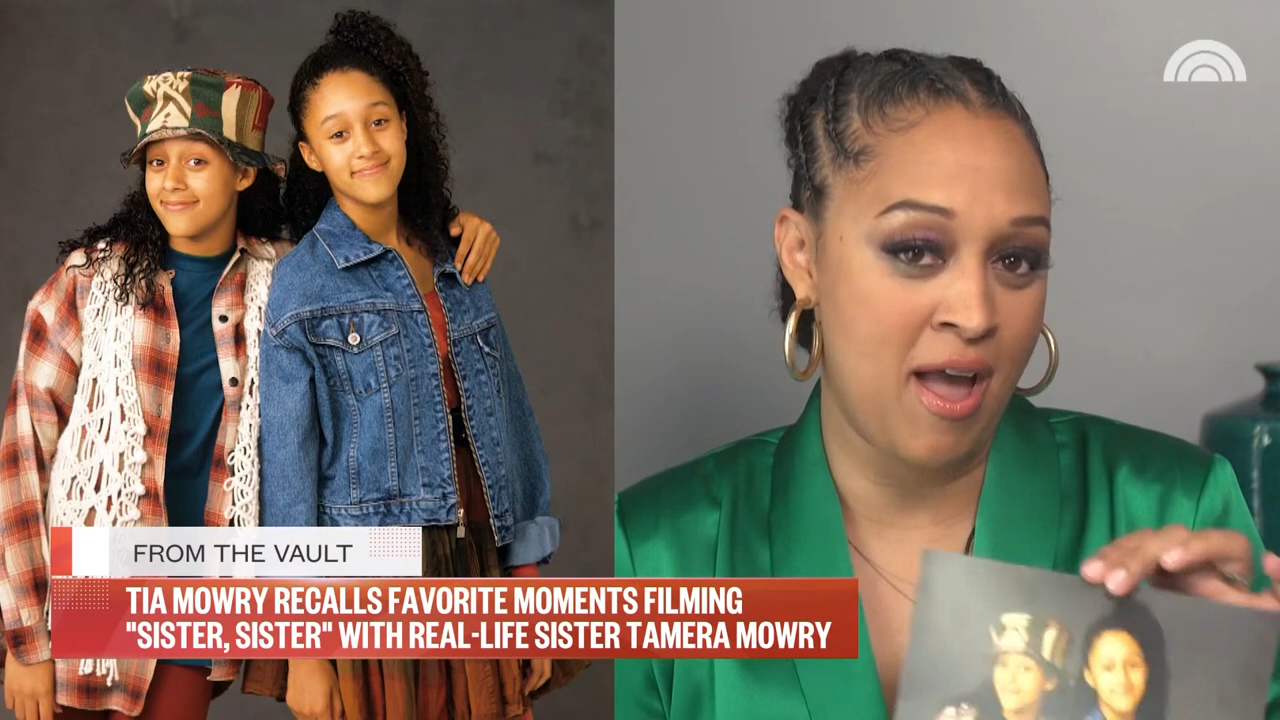 FROM THE VAULT
TIA MOWRY RECALLS FAVORITE MOMENTS FILMING
"SISTER, SISTER" WITH REAL-LIFE SISTER TAMERA MOWRY